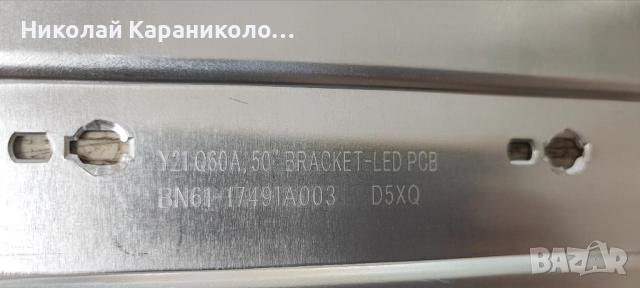 Николай Караниколо...
Y21 Q60A, 50" BRACKET-LED PCB
BN61-17491A003 D5XQ
BAZAR